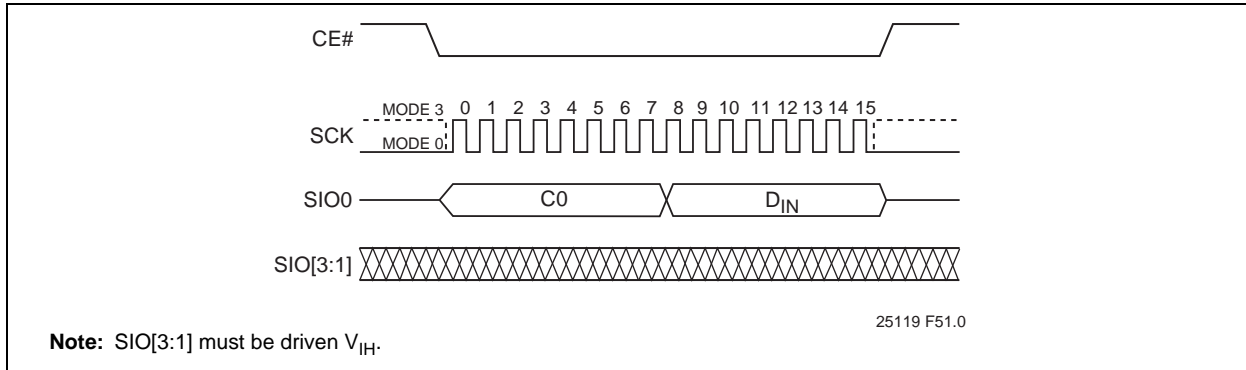 CE#
MODE 3 0 1 2 3 4 5 6 7 8 9 10 11 12 13 14 15
SCK
MODE 0
SIO0 C0 DIN
SIO[3:1]
25119 F51.0
Note: SIO[3:1] must be driven VIH.